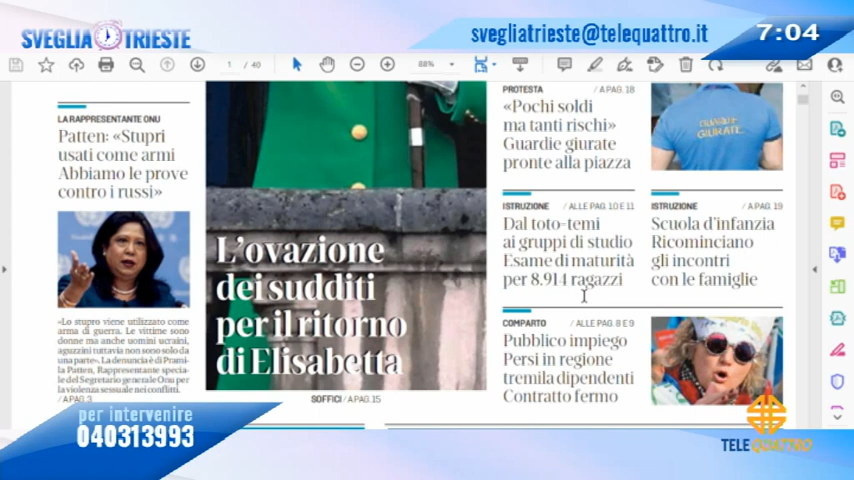 SVEGLIA TRIESTE
svegliatrieste@telequattro.it
7:04
1 / 40
88%
LA RAPPRESENTANTE ONU
Patten: «Stupri
usati come armi
Abbiamo le prove
contro i russi»
«Lo stupro viene utilizzato come
arma di guerra. Le vittime sono
donne ma anche uomini ucraini,
aguzzini tuttavia non sono solo da
una parte». La denuncia è di Prami-
la Patten, Rappresentante specia-
le del Segretario generale Onu per
la violenza sessuale nei conflitti.
/ A PAG. 3
L'ovazione
dei sudditi
per il ritorno
di Elisabetta
SOFFICI / A PAG. 15
PROTESTA / A PAG. 18
«Pochi soldi
ma tanti rischi»
Guardie giurate
pronte alla piazza
GUARDIE
GIURATE
ISTRUZIONE / ALLE PAG. 10 E 11
Dal toto-temi
ai gruppi di studio
Esame di maturità
per 8.914 ragazzi
ISTRUZIONE / A PAG. 19
Scuola d'infanzia
Ricominciano
gli incontri
con le famiglie
COMPARTO / ALLE PAG. 8 E 9
Pubblico impiego
Persi in regione
tremila dipendenti
Contratto fermo
per intervenire
040313993
TELEQUATTRO